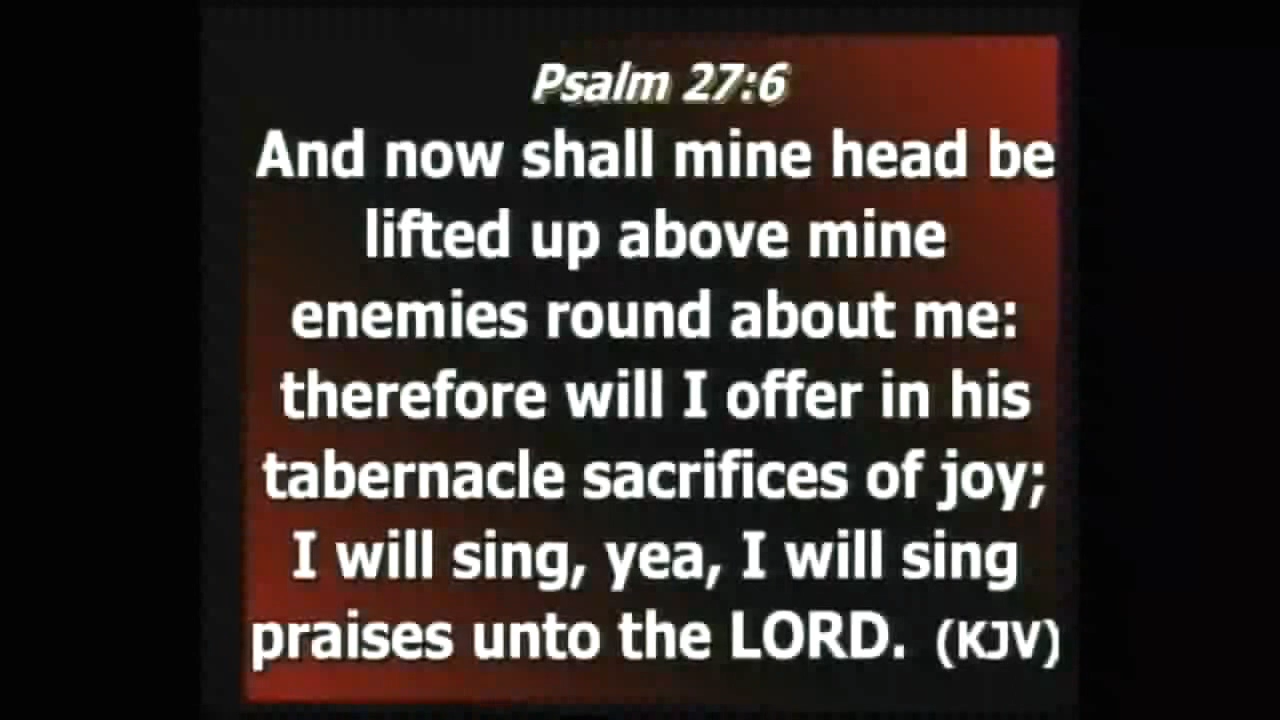 Psalm 27:6
And now shall mine head be
lifted up above mine
enemies round about me:
therefore will I offer in his
tabernacle sacrifices of joy;
I will sing, yea, I will sing
praises unto the LORD. (KJV)